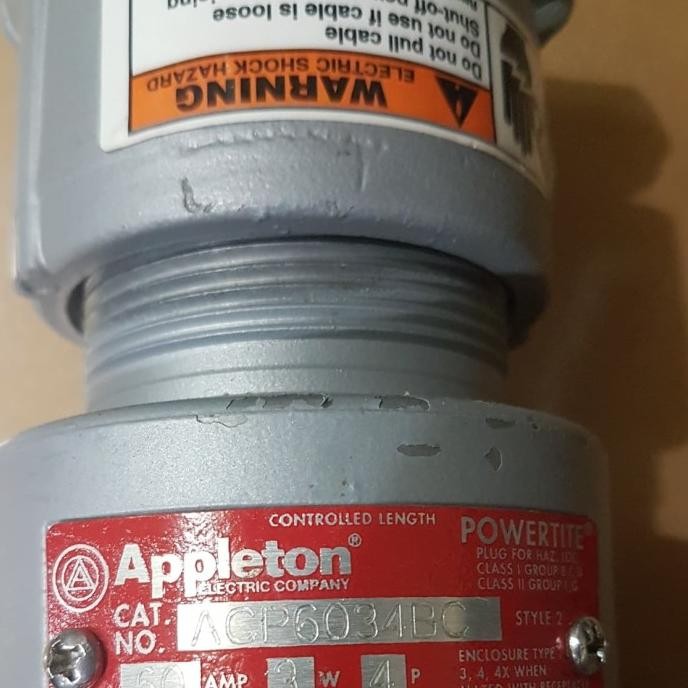 WARNING
ELECTRIC SHOCK HAZARD
Do not pull cable
Do not use if cable is loose
Shut-off
CONTROLLED LENGTH
Appleton®
ELECTRIC COMPANY
POWERTITE®
PLUG FOR HAZ. LOC.
CLASS I GROUP B,C,D
CLASS II GROUP F,G
CAT. NO. ACP6034BC STYLE 2
60 AMP 3 W 4 P
ENCLOSURE TYPE
3, 4, 4X WHEN
MATED WITH RECEPTACLE